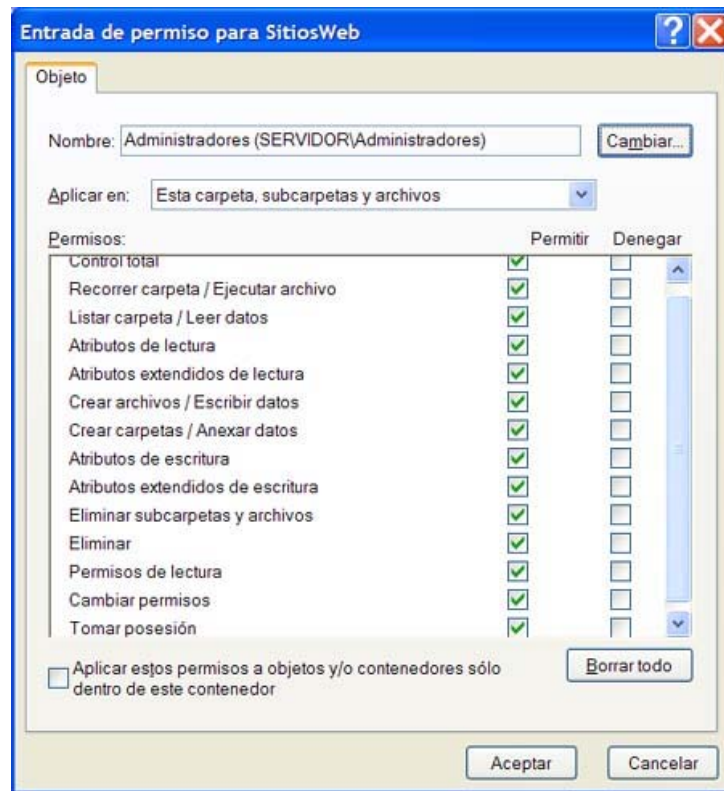 Entrada de permiso para SitiosWeb
Objeto
Nombre: Administradores (SERVIDOR\Administradores) Cambiar...
Aplicar en: Esta carpeta, subcarpetas y archivos
Permisos: Permitir Denegar
Control total
Recorrer carpeta / Ejecutar archivo
Listar carpeta / Leer datos
Atributos de lectura
Atributos extendidos de lectura
Crear archivos / Escribir datos
Crear carpetas / Anexar datos
Atributos de escritura
Atributos extendidos de escritura
Eliminar subcarpetas y archivos
Eliminar
Permisos de lectura
Cambiar permisos
Tomar posesión
Aplicar estos permisos a objetos y/o contenedores sólo
dentro de este contenedor
Borrar todo
Aceptar Cancelar